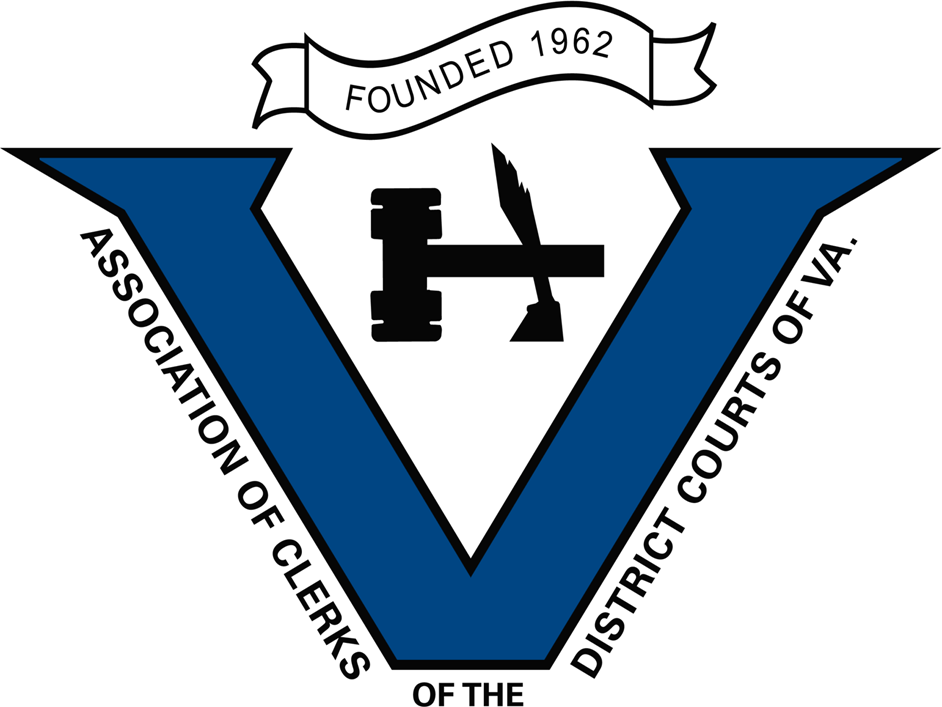 FOUNDED 1962
ASSOCIATION OF CLERKS
OF THE
DISTRICT COURTS OF VA.